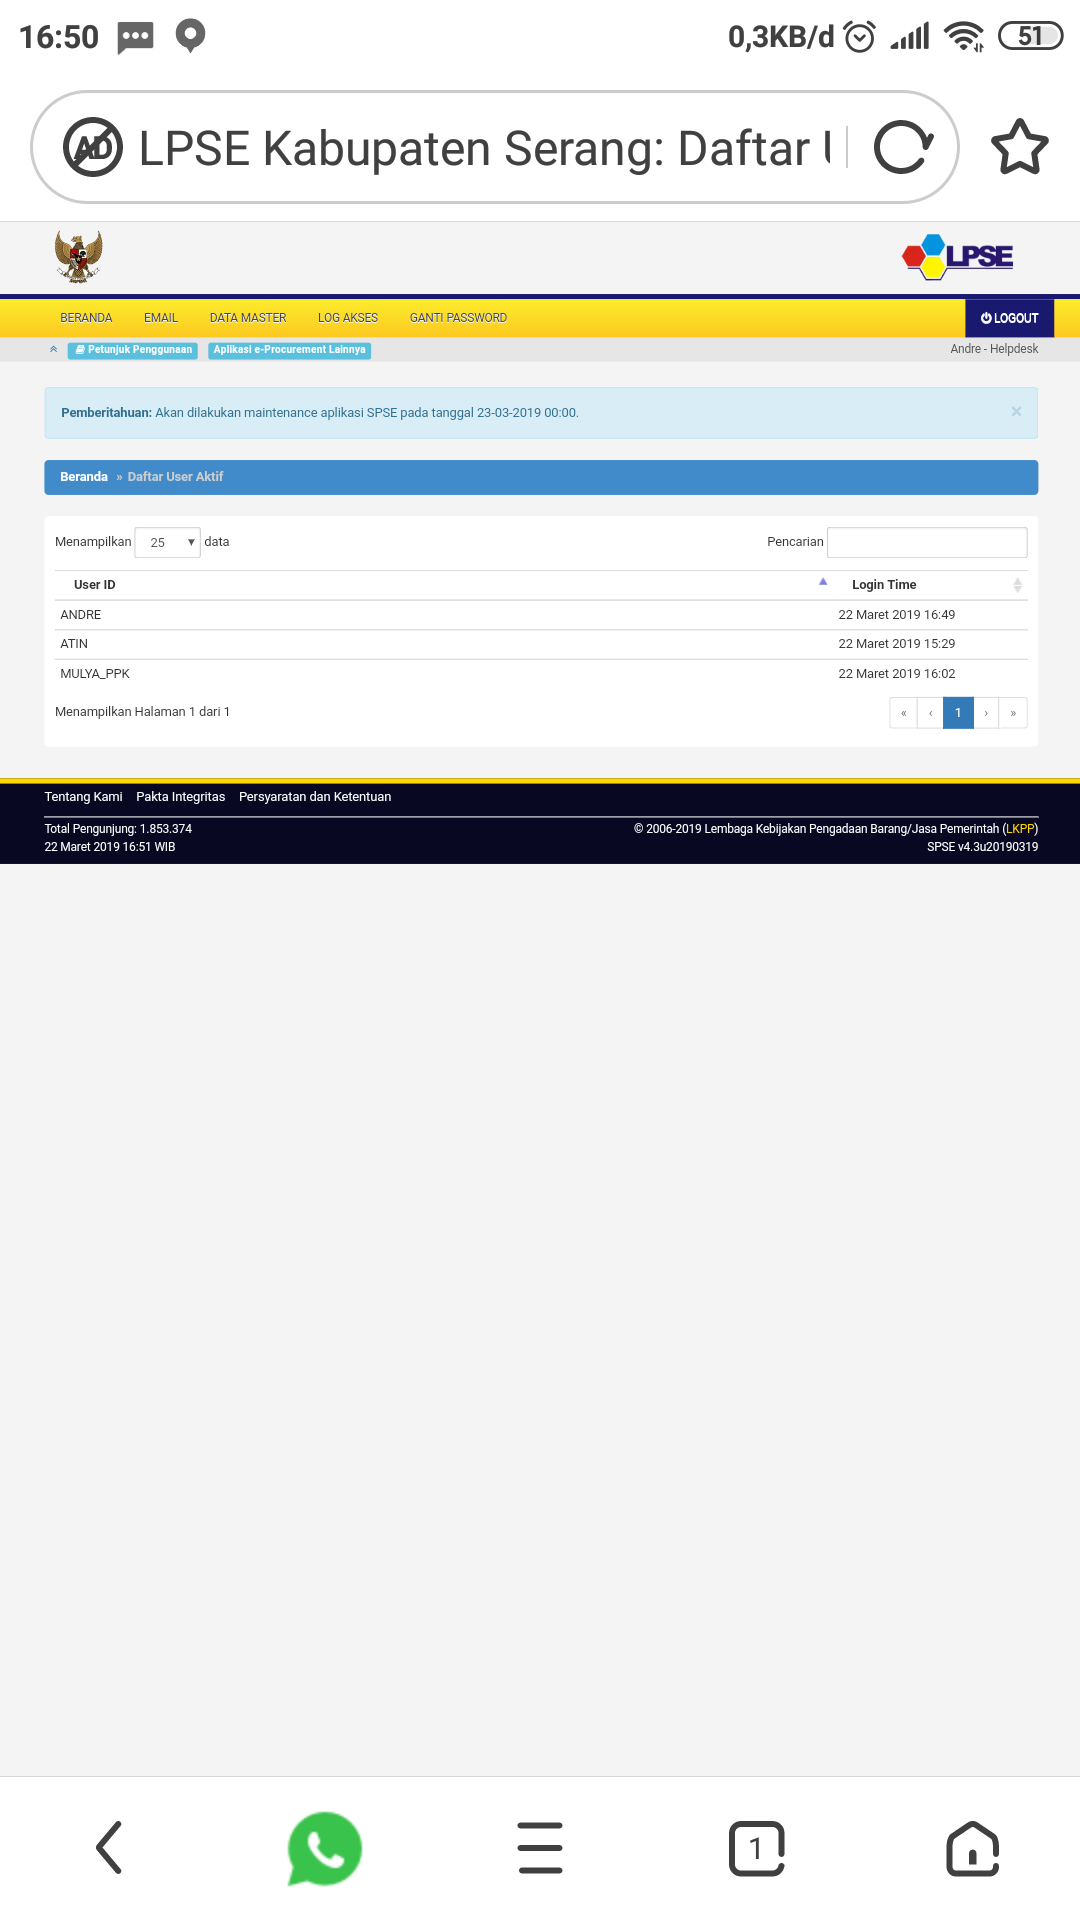 16:50 0,3KB/d 51
AD LPSE Kabupaten Serang: Daftar
LPSE
BERANDA EMAIL DATA MASTER LOG AKSES GANTI PASSWORD LOGOUT
Petunjuk Penggunaan Aplikasi e-Procurement Lainnya Andre - Helpdesk
Pemberitahuan: Akan dilakukan maintenance aplikasi SPSE pada tanggal 23-03-2019 00:00. ×
Beranda » Daftar User Aktif
Menampilkan 25 data Pencarian
User ID Login Time
ANDRE 22 Maret 2019 16:49
ATIN 22 Maret 2019 15:29
MULYA_PPK 22 Maret 2019 16:02
Menampilkan Halaman 1 dari 1 « ‹ 1 › »
Tentang Kami Pakta Integritas Persyaratan dan Ketentuan
Total Pengunjung: 1.853.374 © 2006-2019 Lembaga Kebijakan Pengadaan Barang/Jasa Pemerintah (LKPP)
22 Maret 2019 16:51 WIB SPSE v4.3u20190319
1